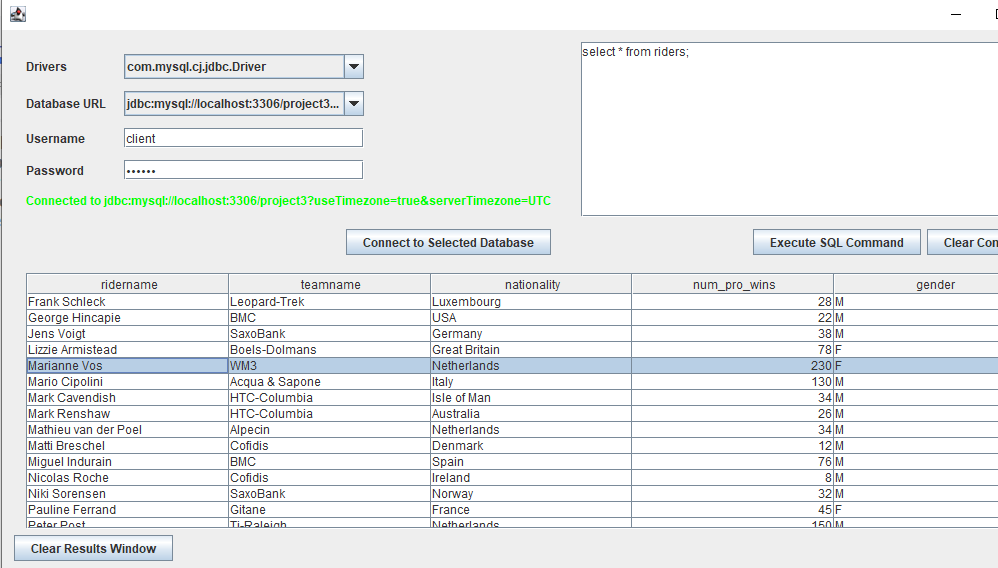 select * from riders;
Drivers com.mysql.cj.jdbc.Driver
Database URL jdbc:mysql://localhost:3306/project3...
Username client
Password ••••••
Connected to jdbc:mysql://localhost:3306/project3?useTimezone=true&serverTimezone=UTC
Connect to Selected Database Execute SQL Command Clear
ridername teamname nationality num_pro_wins gender
Frank Schleck Leopard-Trek Luxembourg 28 M
George Hincapie BMC USA 22 M
Jens Voigt SaxoBank Germany 38 M
Lizzie Armistead Boels-Dolmans Great Britain 78 F
Marianne Vos WM3 Netherlands 230 F
Mario Cipolini Acqua & Sapone Italy 130 M
Mark Cavendish HTC-Columbia Isle of Man 34 M
Mark Renshaw HTC-Columbia Australia 26 M
Mathieu van der Poel Alpecin Netherlands 34 M
Matti Breschel Cofidis Denmark 12 M
Miguel Indurain BMC Spain 76 M
Nicolas Roche Cofidis Ireland 8 M
Niki Sorensen SaxoBank Norway 32 M
Pauline Ferrand Gitane France 45 F
Peter Post Ti-Raleigh Netherlands 150 M
Clear Results Window